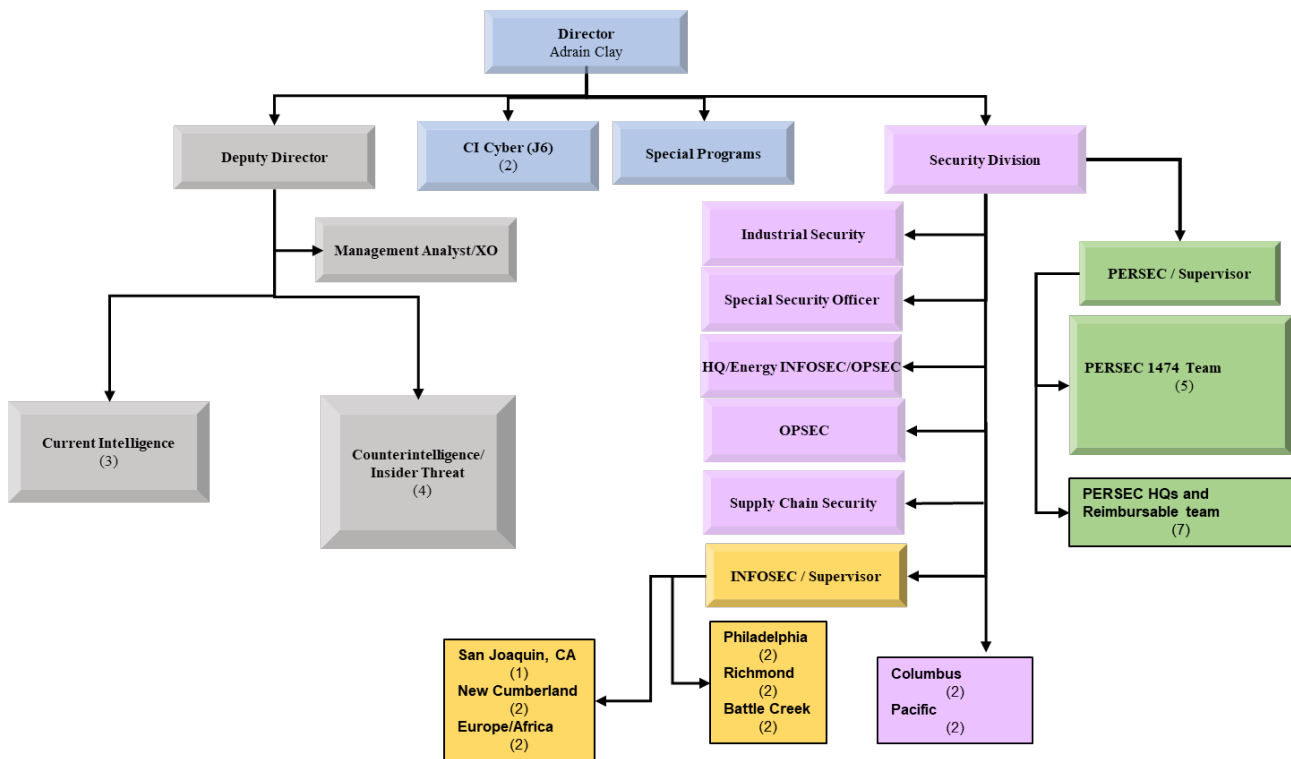 Director
Adrain Clay
Deputy Director
CI Cyber (J6)
(2)
Special Programs
Security Division
Management Analyst/XO
Industrial Security
PERSEC / Supervisor
Special Security Officer
HQ/Energy INFOSEC/OPSEC
PERSEC 1474 Team
(5)
Current Intelligence
(3)
Counterintelligence/
Insider Threat
(4)
OPSEC
Supply Chain Security
PERSEC HQs and
Reimbursable team
(7)
INFOSEC / Supervisor
San Joaquin, CA
(1)
New Cumberland
(2)
Europe/Africa
(2)
Philadelphia
(2)
Richmond
(2)
Battle Creek
(2)
Columbus
(2)
Pacific
(2)